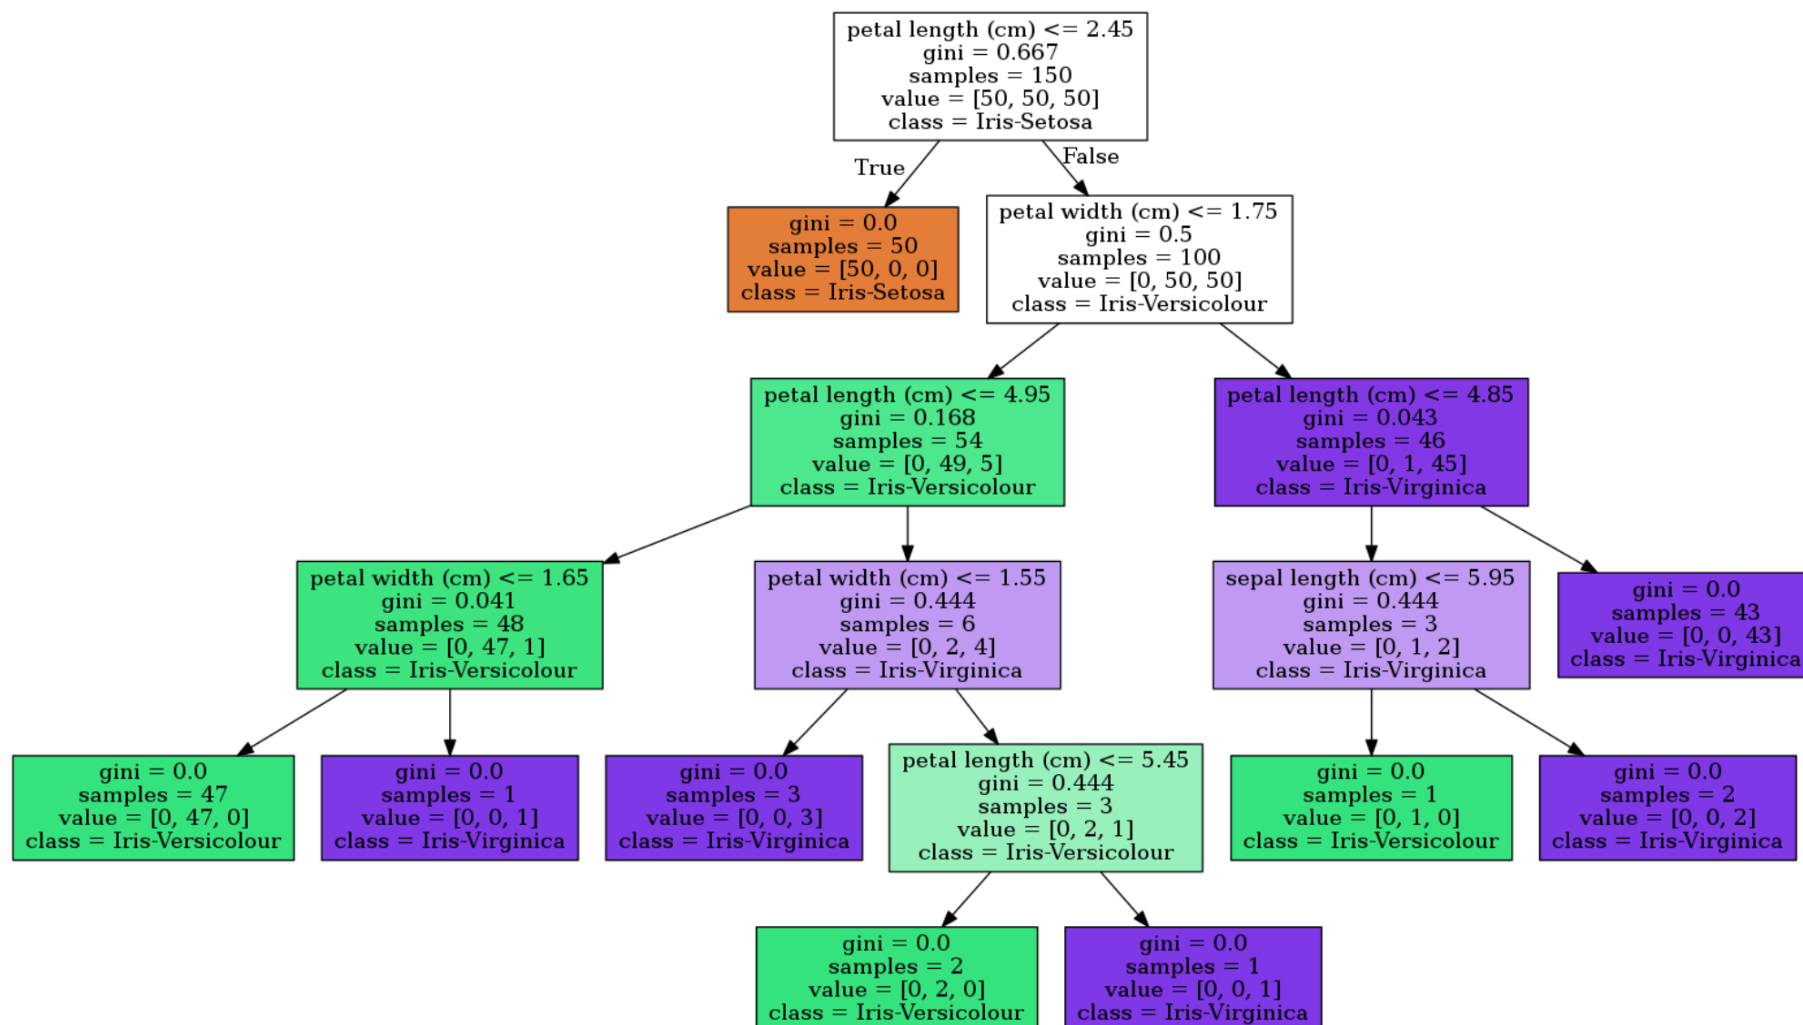 petal length (cm) <= 2.45
gini = 0.667
samples = 150
value = [50, 50, 50]
class = Iris-Setosa
True
False
gini = 0.0
samples = 50
value = [50, 0, 0]
class = Iris-Setosa
petal width (cm) <= 1.75
gini = 0.5
samples = 100
value = [0, 50, 50]
class = Iris-Versicolour
petal length (cm) <= 4.95
gini = 0.168
samples = 54
value = [0, 49, 5]
class = Iris-Versicolour
petal length (cm) <= 4.85
gini = 0.043
samples = 46
value = [0, 1, 45]
class = Iris-Virginica
petal width (cm) <= 1.65
gini = 0.041
samples = 48
value = [0, 47, 1]
class = Iris-Versicolour
petal width (cm) <= 1.55
gini = 0.444
samples = 6
value = [0, 2, 4]
class = Iris-Virginica
sepal length (cm) <= 5.95
gini = 0.444
samples = 3
value = [0, 1, 2]
class = Iris-Virginica
gini = 0.0
samples = 43
value = [0, 0, 43]
class = Iris-Virginica
gini = 0.0
samples = 47
value = [0, 47, 0]
class = Iris-Versicolour
gini = 0.0
samples = 1
value = [0, 0, 1]
class = Iris-Virginica
gini = 0.0
samples = 3
value = [0, 0, 3]
class = Iris-Virginica
petal length (cm) <= 5.45
gini = 0.444
samples = 3
value = [0, 2, 1]
class = Iris-Versicolour
gini = 0.0
samples = 1
value = [0, 1, 0]
class = Iris-Versicolour
gini = 0.0
samples = 2
value = [0, 0, 2]
class = Iris-Virginica
gini = 0.0
samples = 2
value = [0, 2, 0]
class = Iris-Versicolour
gini = 0.0
samples = 1
value = [0, 0, 1]
class = Iris-Virginica